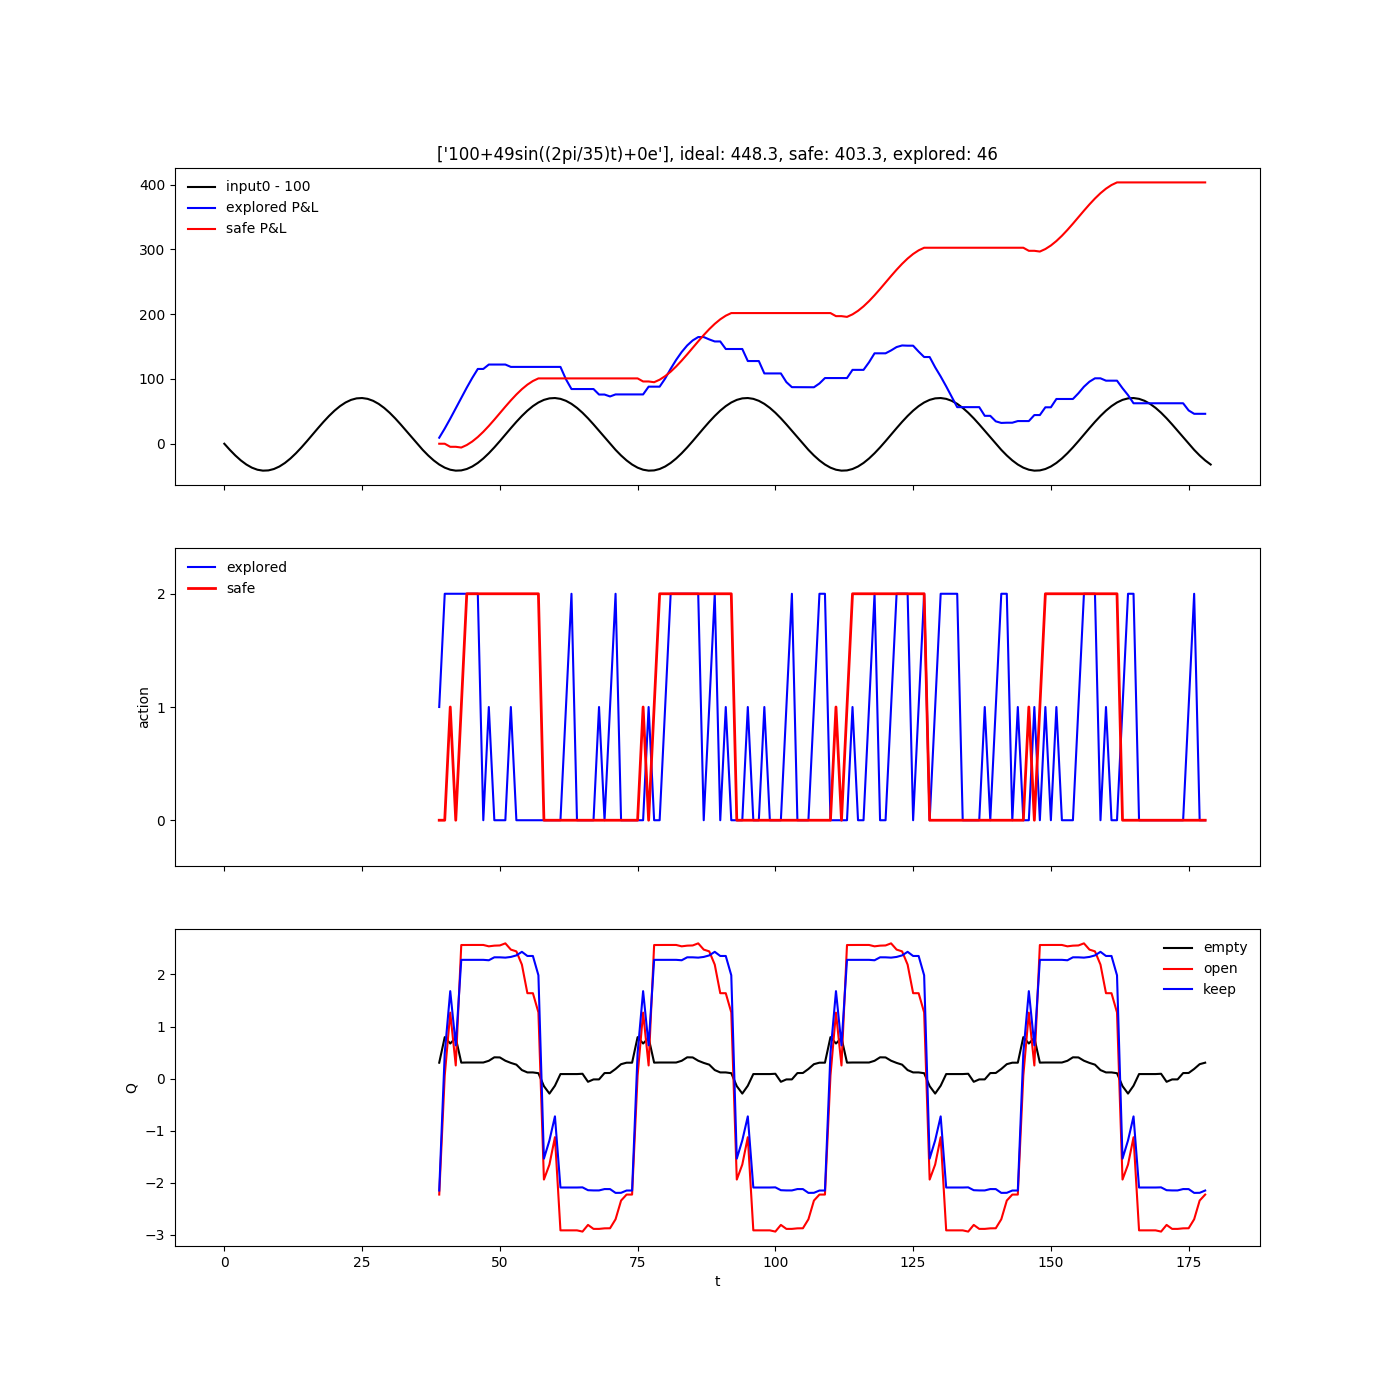 ['100+49sin((2pi/35)t)+0e'], ideal: 448.3, safe: 403.3, explored: 46
400
300
200
100
0
input0 - 100
explored P&L
safe P&L
2
1
0
action
explored
safe
2
1
0
−1
−2
−3
Q
empty
open
keep
0 25 50 75 100 125 150 175
t